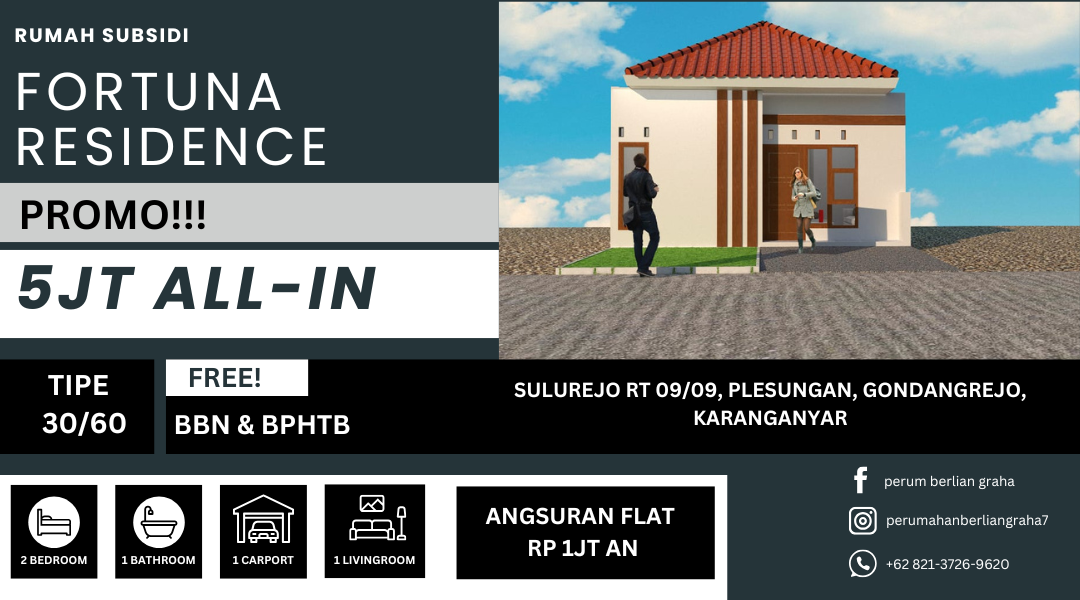 RUMAH SUBSIDI
FORTUNA
RESIDENCE
PROMO!!!
5JT ALL-IN
TIPE
30/60
FREE!
BBN & BPHTB
SULUREJO RT 09/09, PLESUNGAN, GONDANGREJO,
KARANGANYAR
2 BEDROOM
1 BATHROOM
1 CARPORT
1 LIVINGROOM
ANGSURAN FLAT
RP 1JT AN
perum berlian graha
perumahanberliangraha7
+62 821-3726-9620